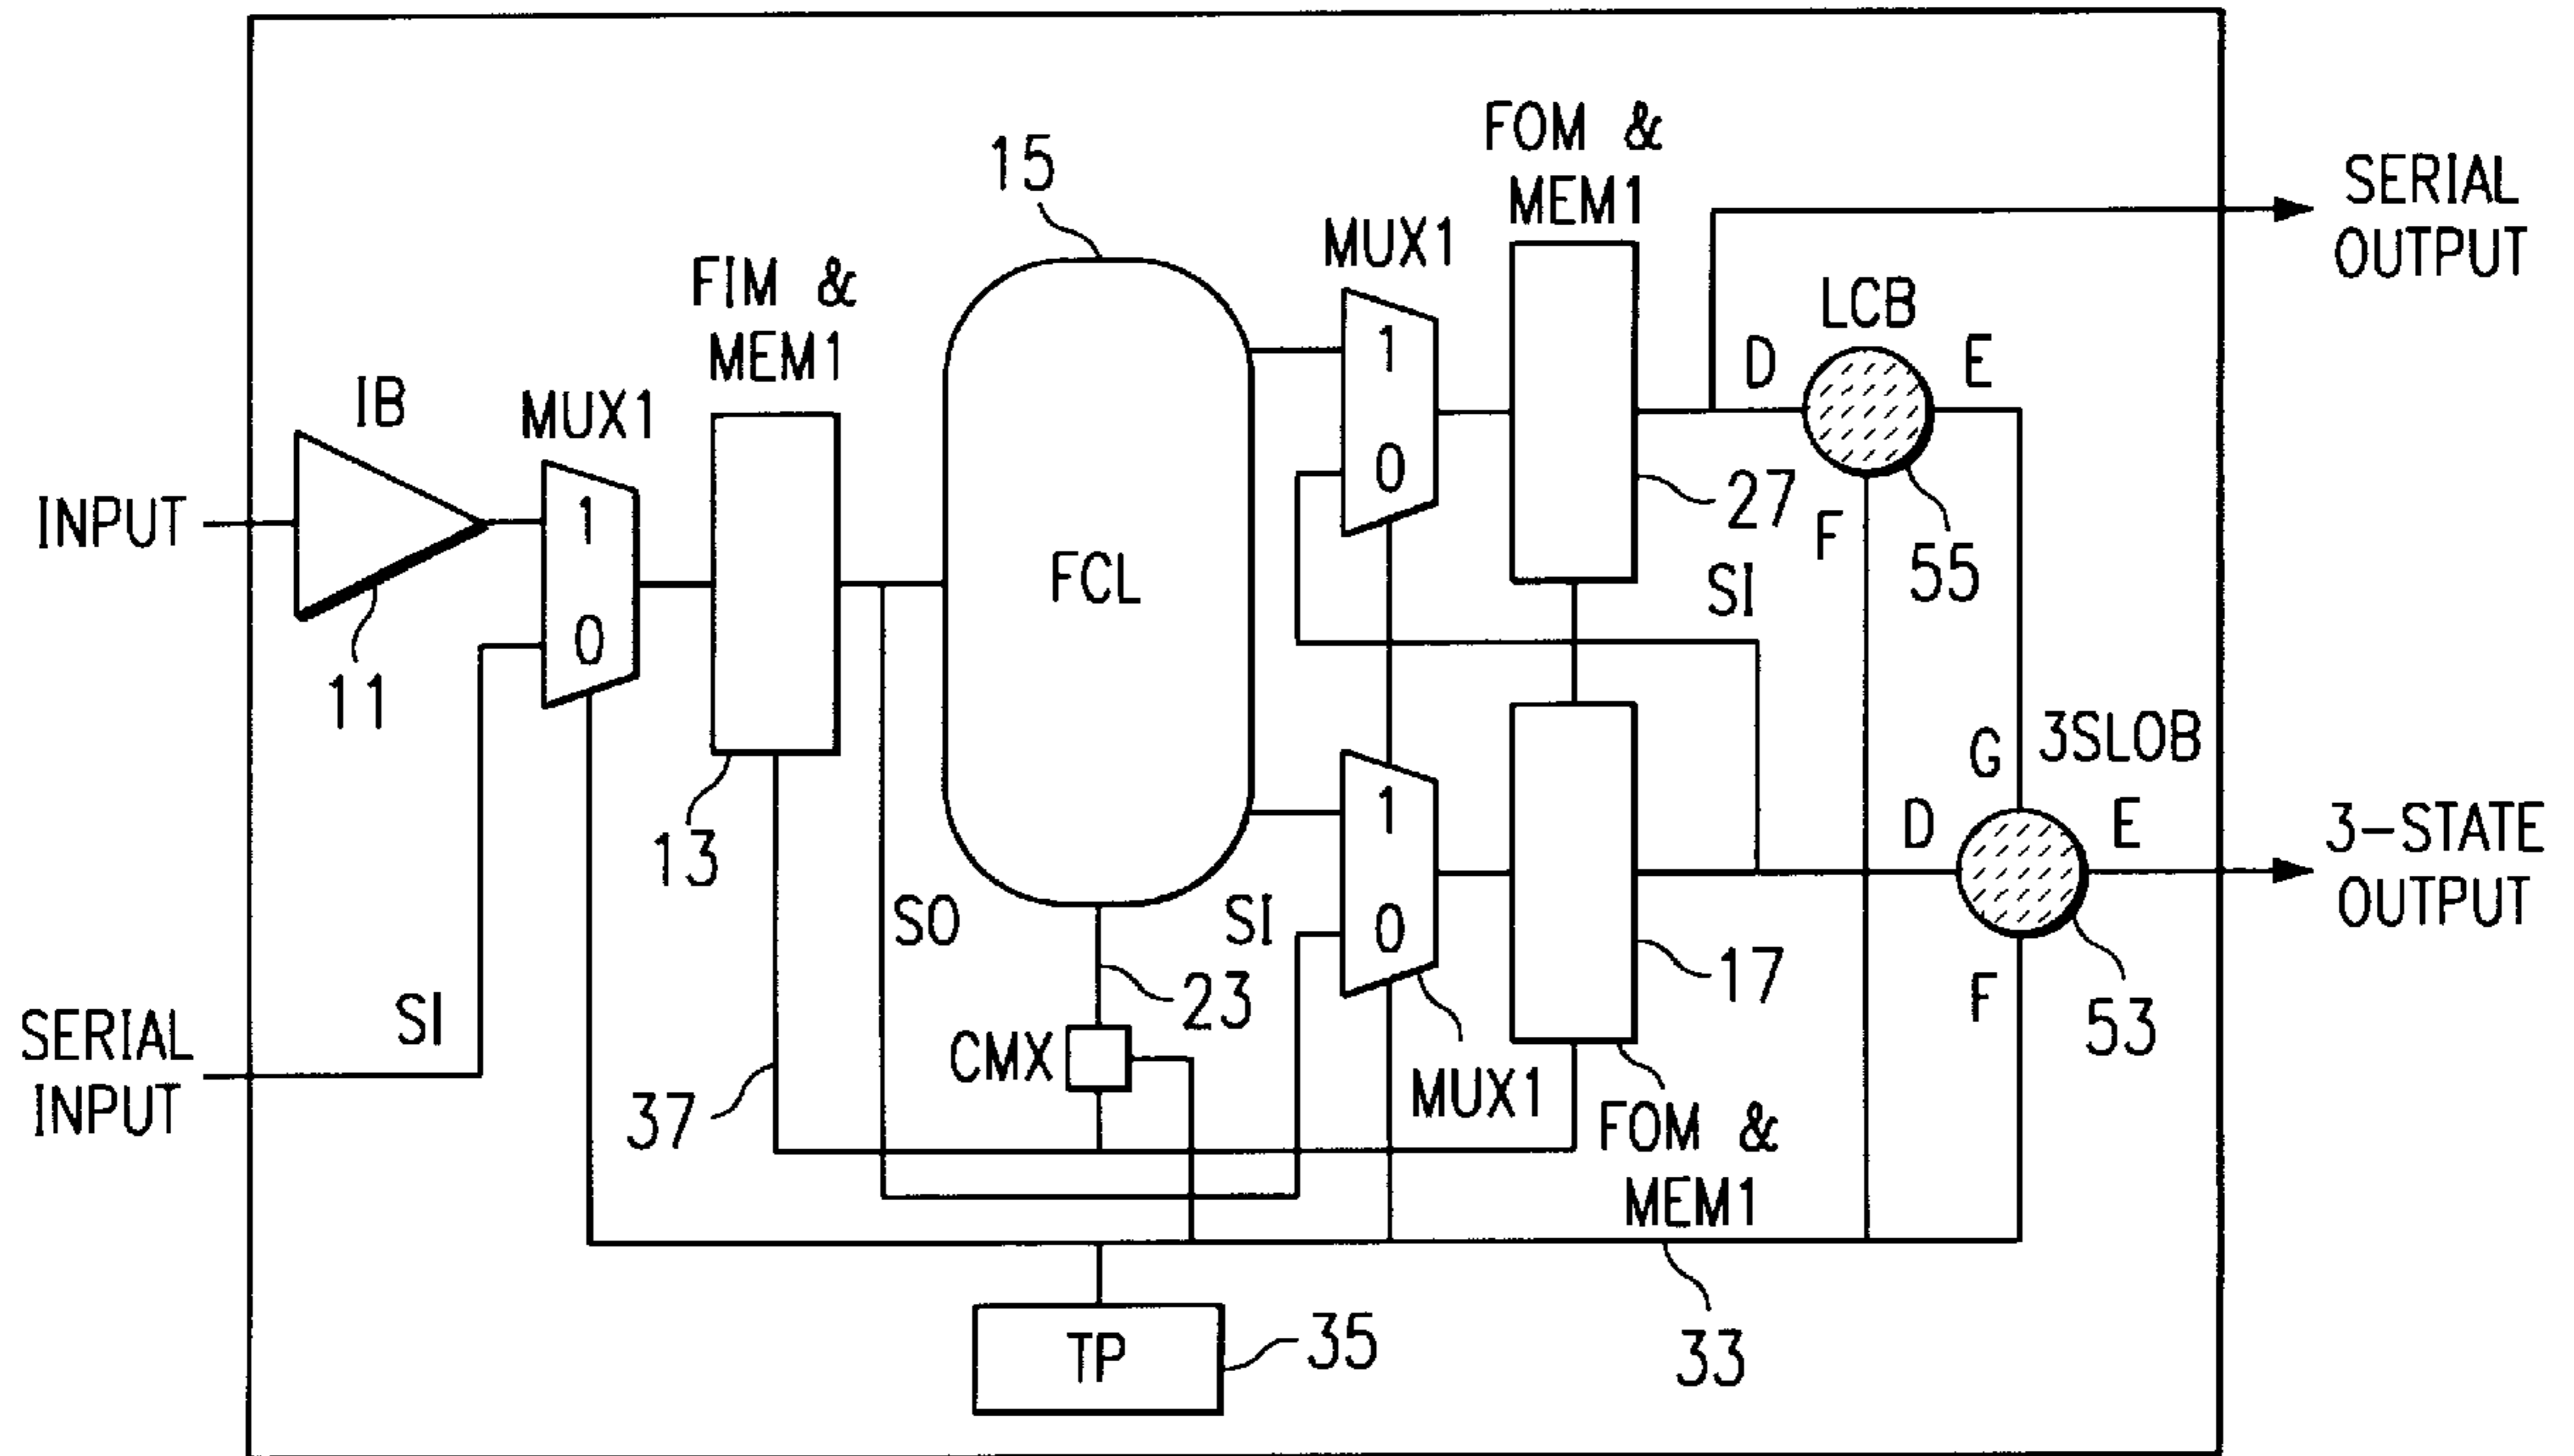 FOM &
MEM1
15
SERIAL
OUTPUT
MUX1
FIM &
MEM1
LCB
1
D
E
IB
MUX1
0
27
INPUT
1
F
55
FCL
SI
0
11
G
3SLOB
1
D
E
3-STATE
OUTPUT
13
SO
SI
0
17
23
F
53
SI
SERIAL
INPUT
CMX
37
MUX1
FOM &
MEM1
TP
35
33